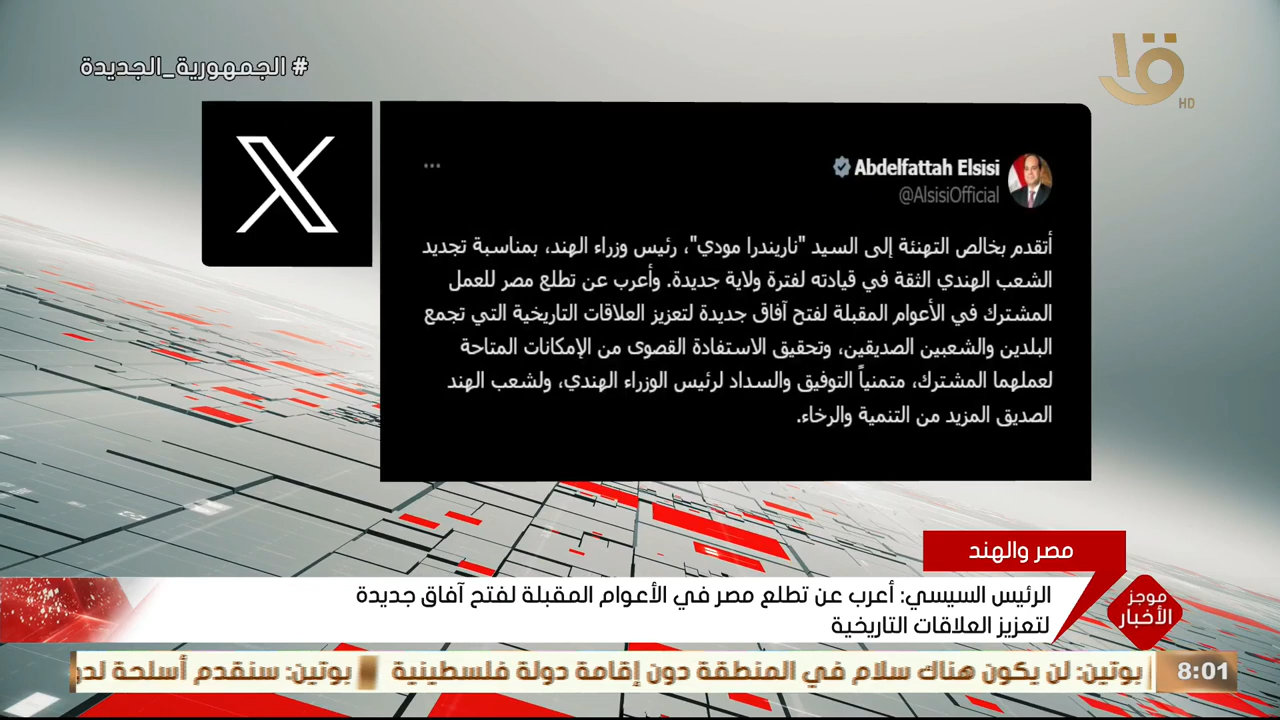 #الجمهورية_الجديدة
HD
Abdelfattah Elsisi
@AlsisiOfficial
أتقدم بخالص التهنئة إلى السيد "ناريندرا مودي"، رئيس وزراء الهند، بمناسبة تجديد
الشعب الهندي الثقة في قيادته لفترة ولاية جديدة. وأعرب عن تطلع مصر للعمل
المشترك في الأعوام المقبلة لفتح آفاق جديدة لتعزيز العلاقات التاريخية التي تجمع
البلدين والشعبين الصديقين، وتحقيق الاستفادة القصوى من الإمكانات المتاحة
لعملهما المشترك، متمنياً التوفيق والسداد لرئيس الوزراء الهندي، ولشعب الهند
الصديق المزيد من التنمية والرخاء.
مصر والهند
موجز
الأخبار
الرئيس السيسي: أعرب عن تطلع مصر في الأعوام المقبلة لفتح آفاق جديدة
لتعزيز العلاقات التاريخية
8:01 بوتين: لن يكون هناك سلام في المنطقة دون إقامة دولة فلسطينية بوتين: سنقدم أسلحة